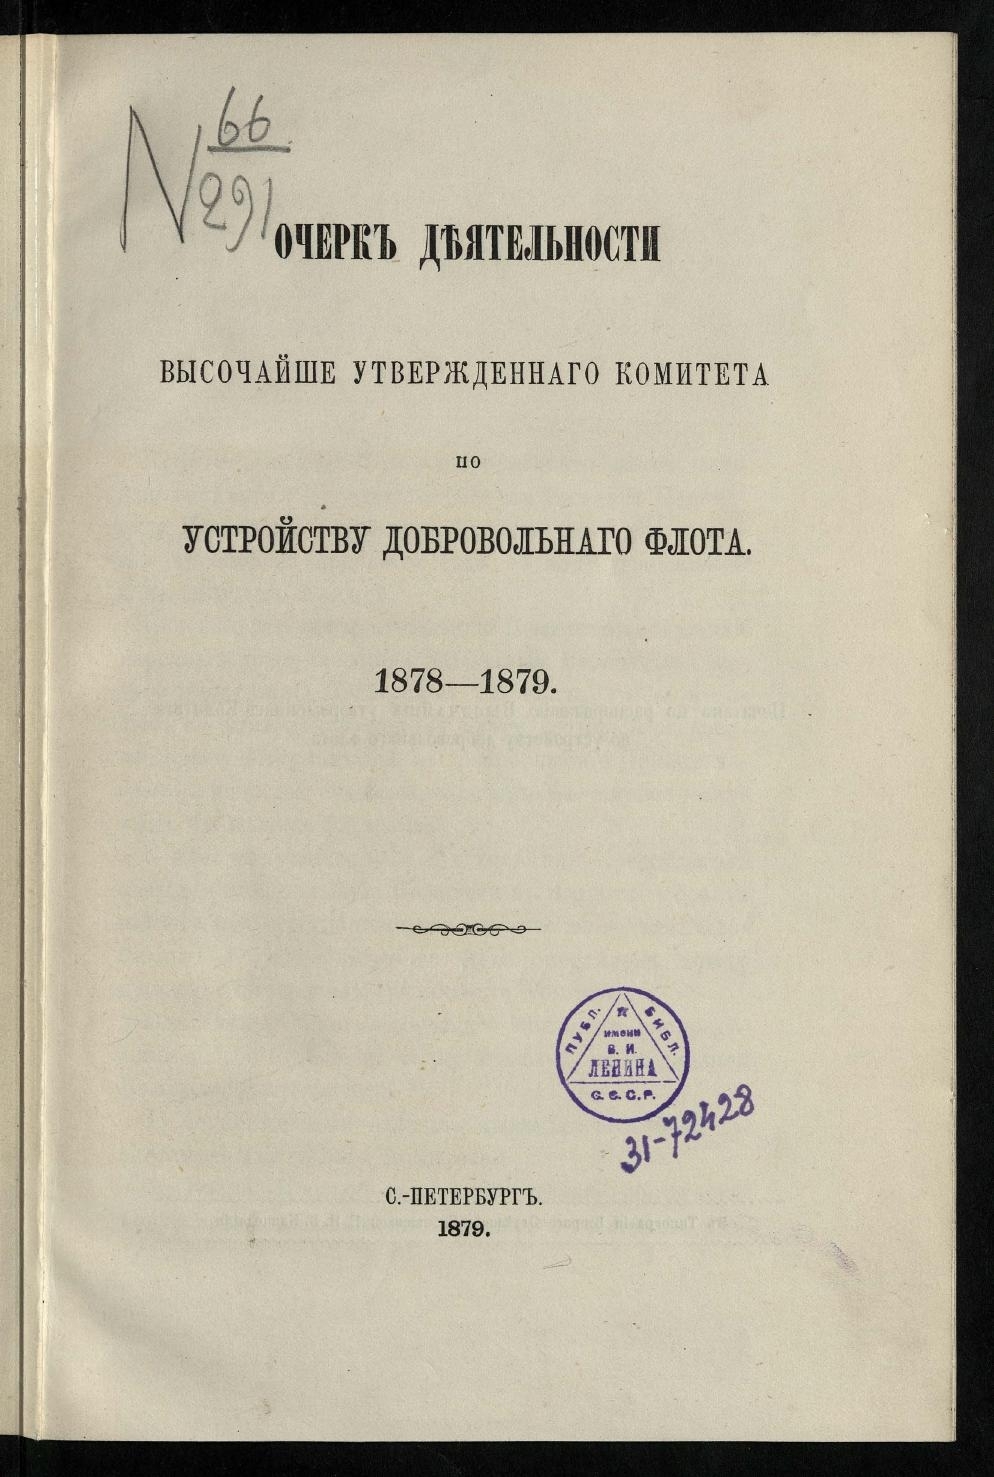 N 66
291
ОЧЕРКЪ ДѢЯТЕЛЬНОСТИ
ВЫСОЧАЙШЕ УТВЕРЖДЕННАГО КОМИТЕТА
ПО
УСТРОЙСТВУ ДОБРОВОЛЬНАГО ФЛОТА.
1878—1879.
ПУБЛ. БИБЛ.
ИМЕНИ
В. И.
ЛЕНИНА
С.С.С.Р.
31-72428
С.-ПЕТЕРБУРГЪ.
1879.